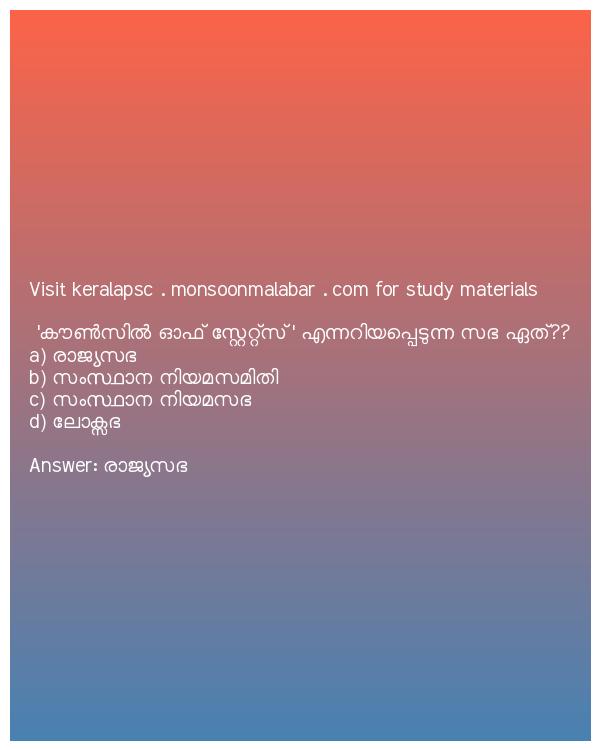 Visit keralapsc .monsoonmalabar .com for study materials
'കൗൺസിൽ ഓഫ് സ്റ്റേറ്റ്സ്' എന്നറിയപ്പെടുന്ന സഭ ഏത്??
a) രാജ്യസഭ
b) സംസ്ഥാന നിയമസമിതി
c) സംസ്ഥാന നിയമസഭ
d) ലോക്സഭ
Answer: രാജ്യസഭ